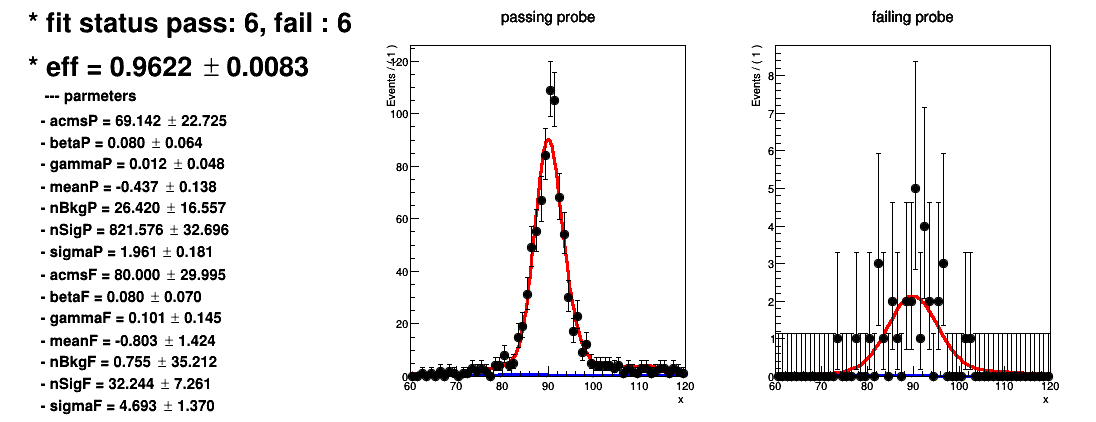 * fit status pass: 6, fail : 6
* eff = 0.9622 ± 0.0083
--- parmeters
- acmsP = 69.142 ± 22.725
- betaP = 0.080 ± 0.064
- gammaP = 0.012 ± 0.048
- meanP = -0.437 ± 0.138
- nBkgP = 26.420 ± 16.557
- nSigP = 821.576 ± 32.696
- sigmaP = 1.961 ± 0.181
- acmsF = 80.000 ± 29.995
- betaF = 0.080 ± 0.070
- gammaF = 0.101 ± 0.145
- meanF = -0.803 ± 1.424
- nBkgF = 0.755 ± 35.212
- nSigF = 32.244 ± 7.261
- sigmaF = 4.693 ± 1.370
passing probe
Events / ( 1 )
120
100
80
60
40
20
0
60 70 80 90 100 110 120
x
failing probe
Events / ( 1 )
8
7
6
5
4
3
2
1
0
60 70 80 90 100 110 120
x